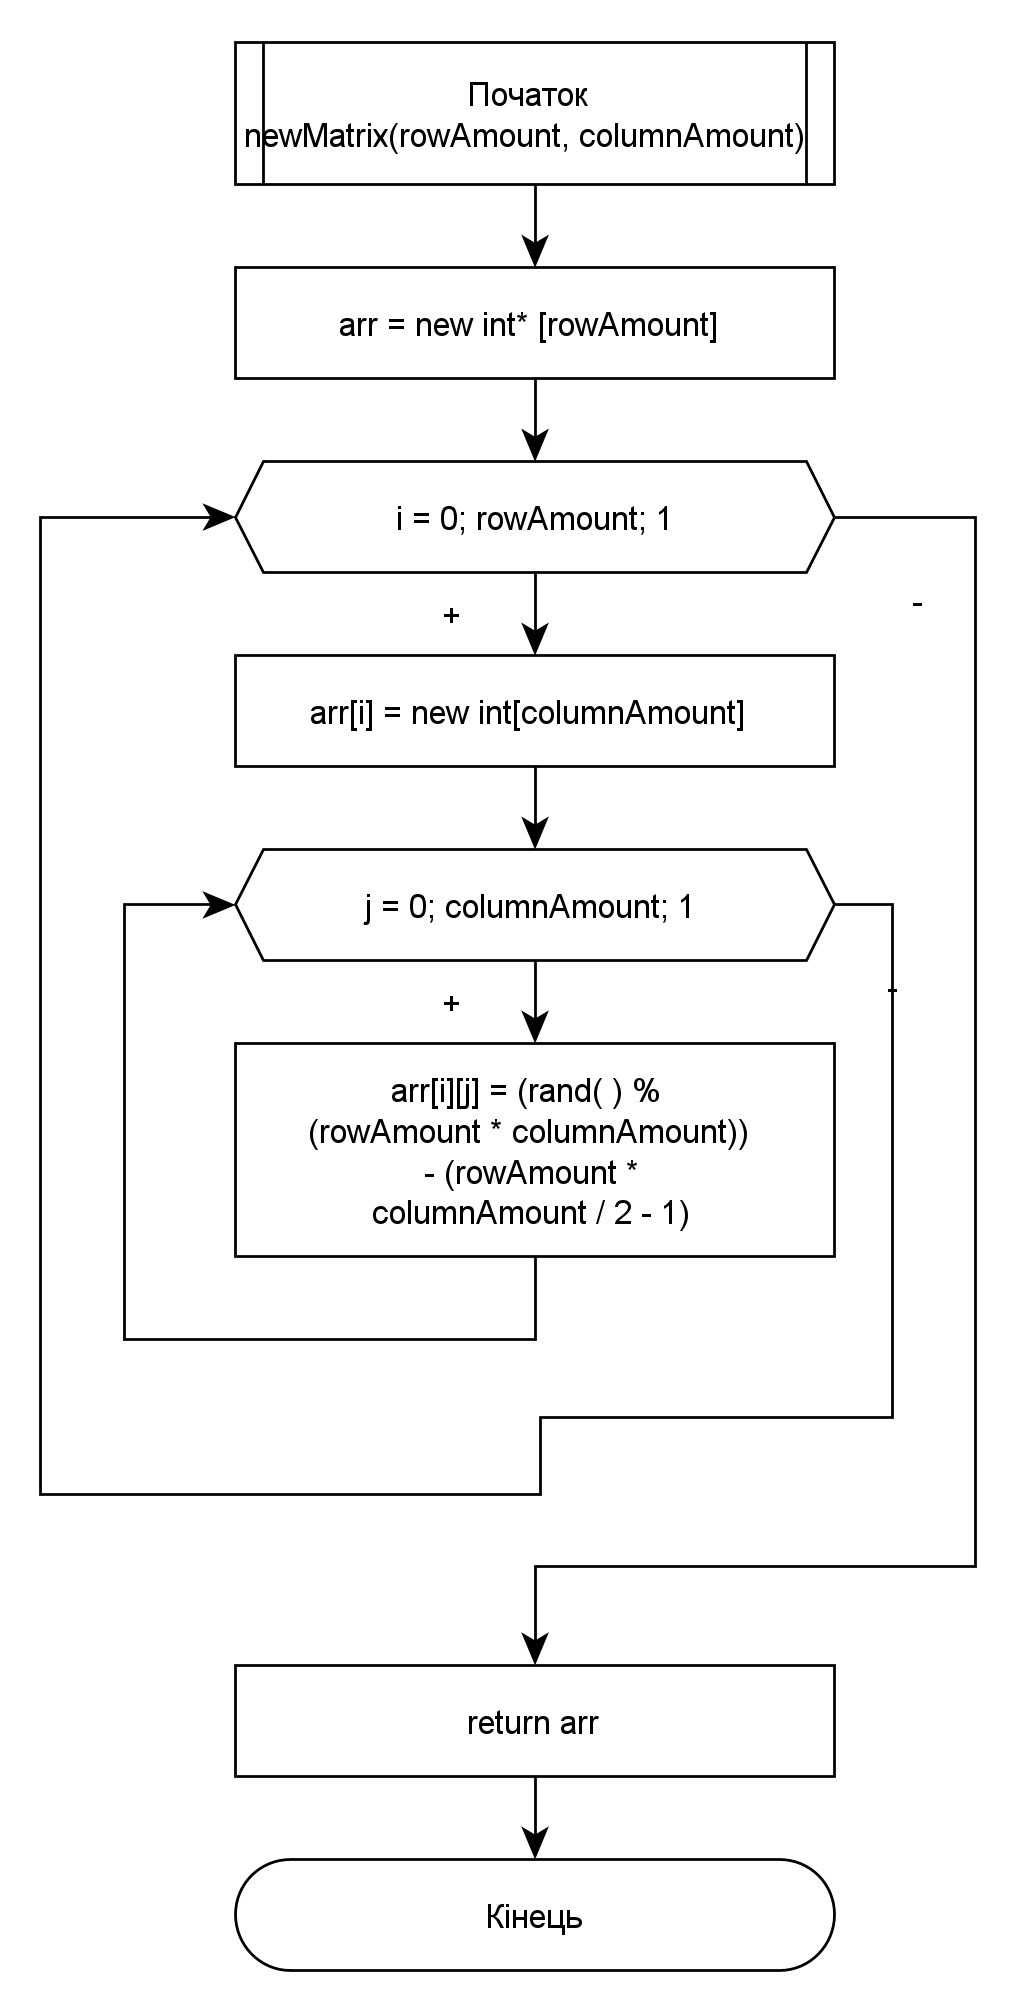 Початок
newMatrix(rowAmount, columnAmount)
arr = new int* [rowAmount]
i = 0; rowAmount; 1
+
-
arr[i] = new int[columnAmount]
j = 0; columnAmount; 1
+
-
arr[i][j] = (rand( ) %
(rowAmount * columnAmount))
- (rowAmount *
columnAmount / 2 - 1)
return arr
Кінець